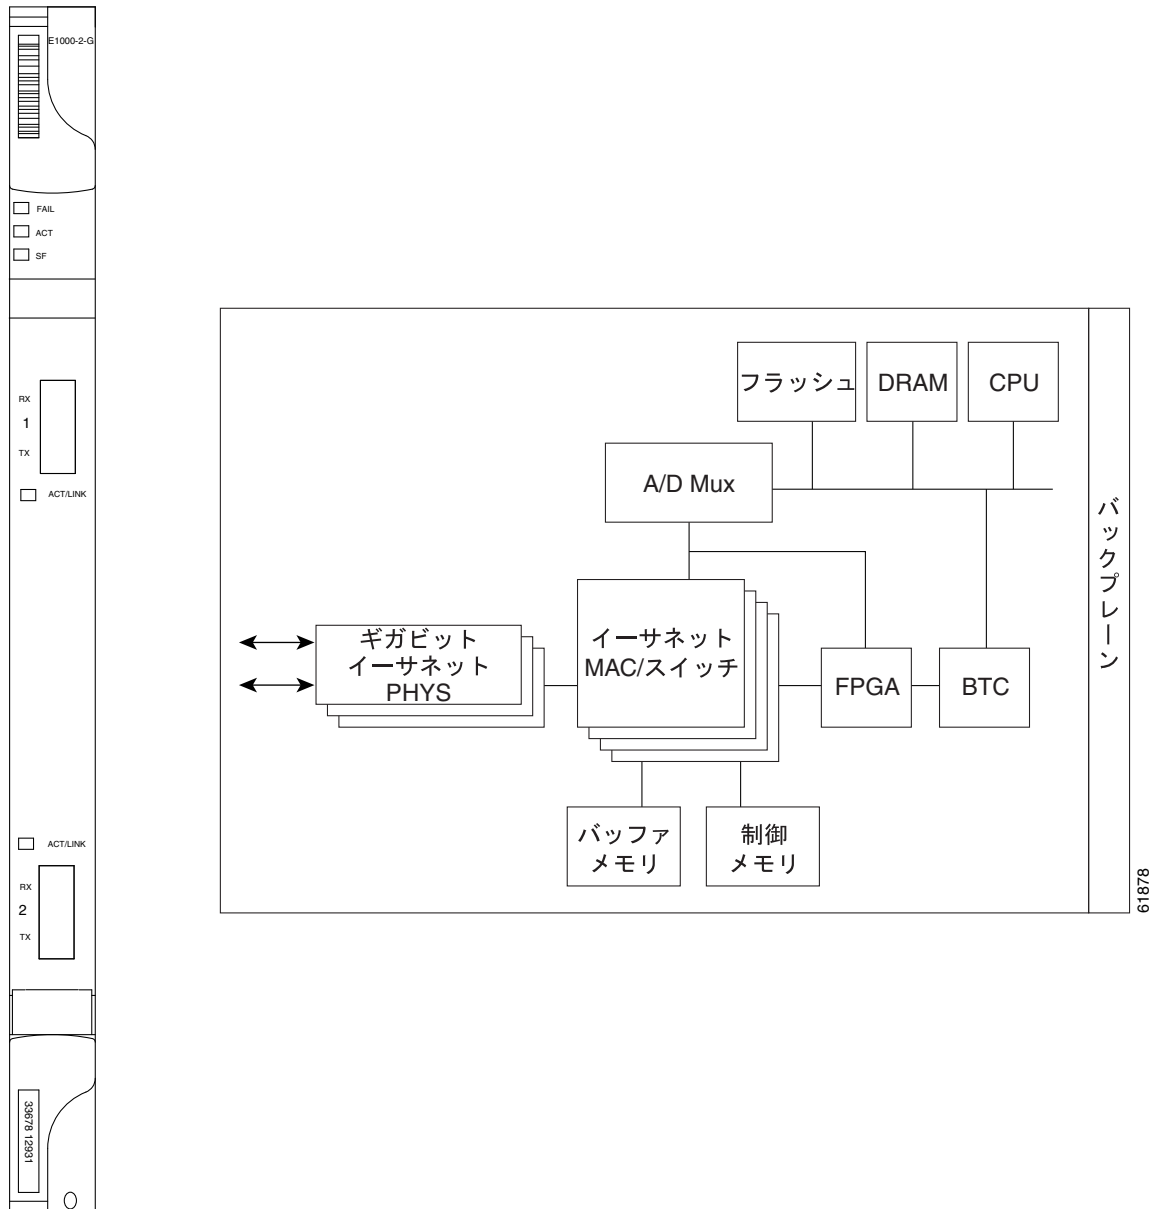 E1000-2-G
FAIL
ACT
SF
RX
1
TX
ACT/LINK
ACT/LINK
RX
2
TX
33678 12931
フラッシュ
DRAM
CPU
A/D Mux
ギガビット
イーサネット
PHYS
イーサネット
MAC/スイッチ
FPGA
BTC
バッファ
メモリ
制御
メモリ
バックプレーン
61878